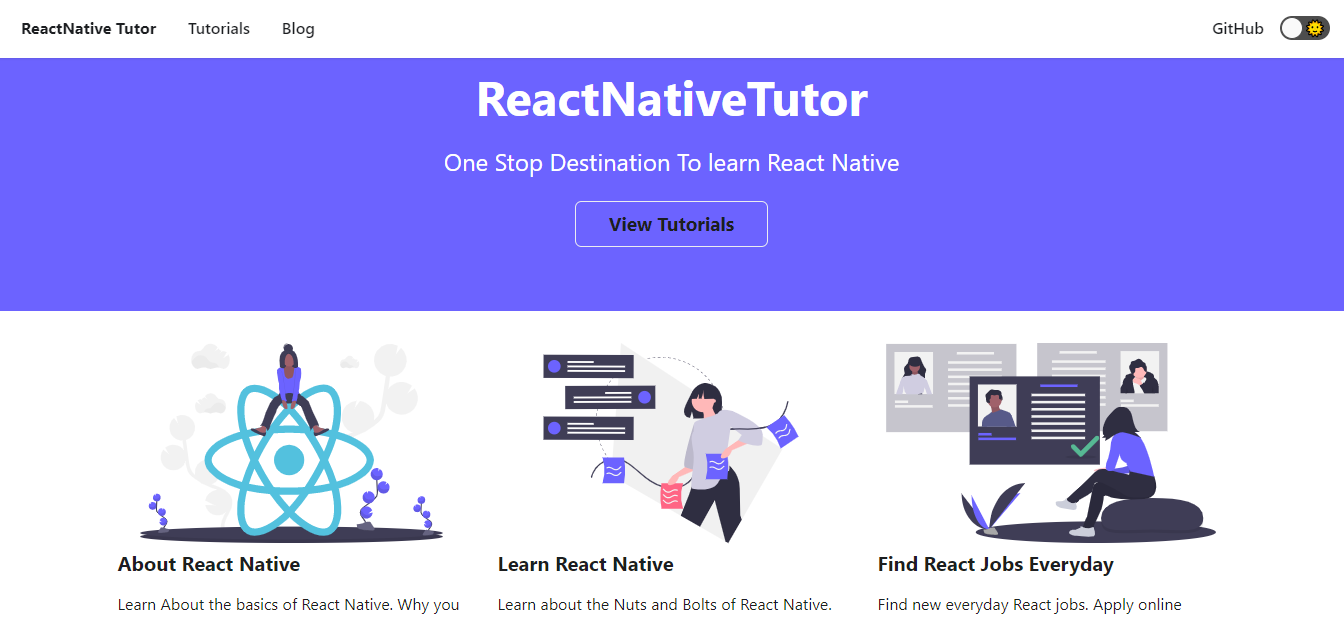 ReactNative Tutor Tutorials Blog GitHub
ReactNativeTutor
One Stop Destination To learn React Native
View Tutorials
About React Native
Learn React Native
Find React Jobs Everyday
Learn About the basics of React Native. Why you
Learn about the Nuts and Bolts of React Native.
Find new everyday React jobs. Apply online